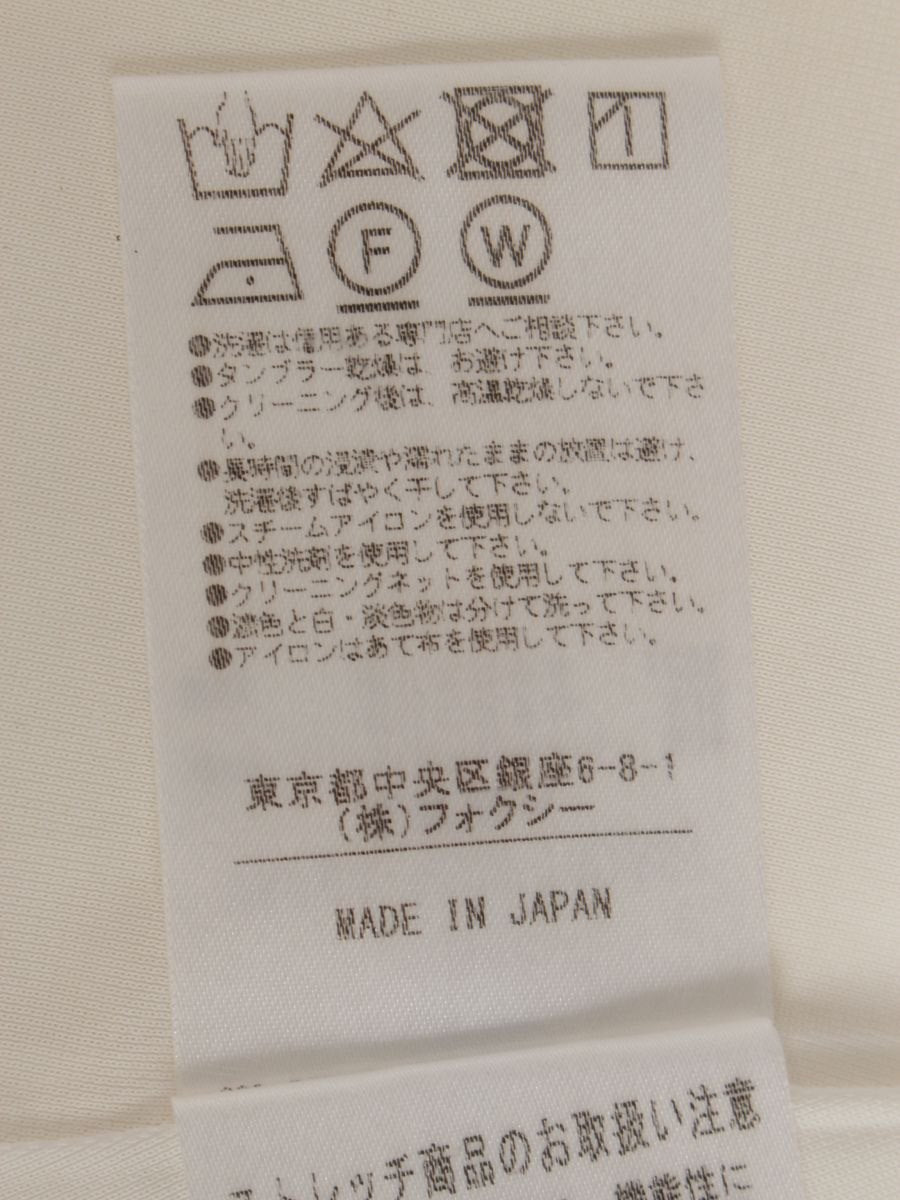 F W
●洗濯は信用ある専門店へご相談下さい。
●タンブラー乾燥は、お避け下さい。
●クリーニング後は、高温乾燥しないで下さ
い。
●長時間の浸漬や濡れたままの放置は避け、
洗濯後すばやく干して下さい。
●スチームアイロンを使用しないで下さい。
●中性洗剤を使用して下さい。
●クリーニングネットを使用して下さい。
●濃色と白・淡色物は分けて洗って下さい。
●アイロンはあて布を使用して下さい。
東京都中央区銀座6-8-1
(株)フォクシー
MADE IN JAPAN
ストレッチ商品のお取扱い注意
機能性に